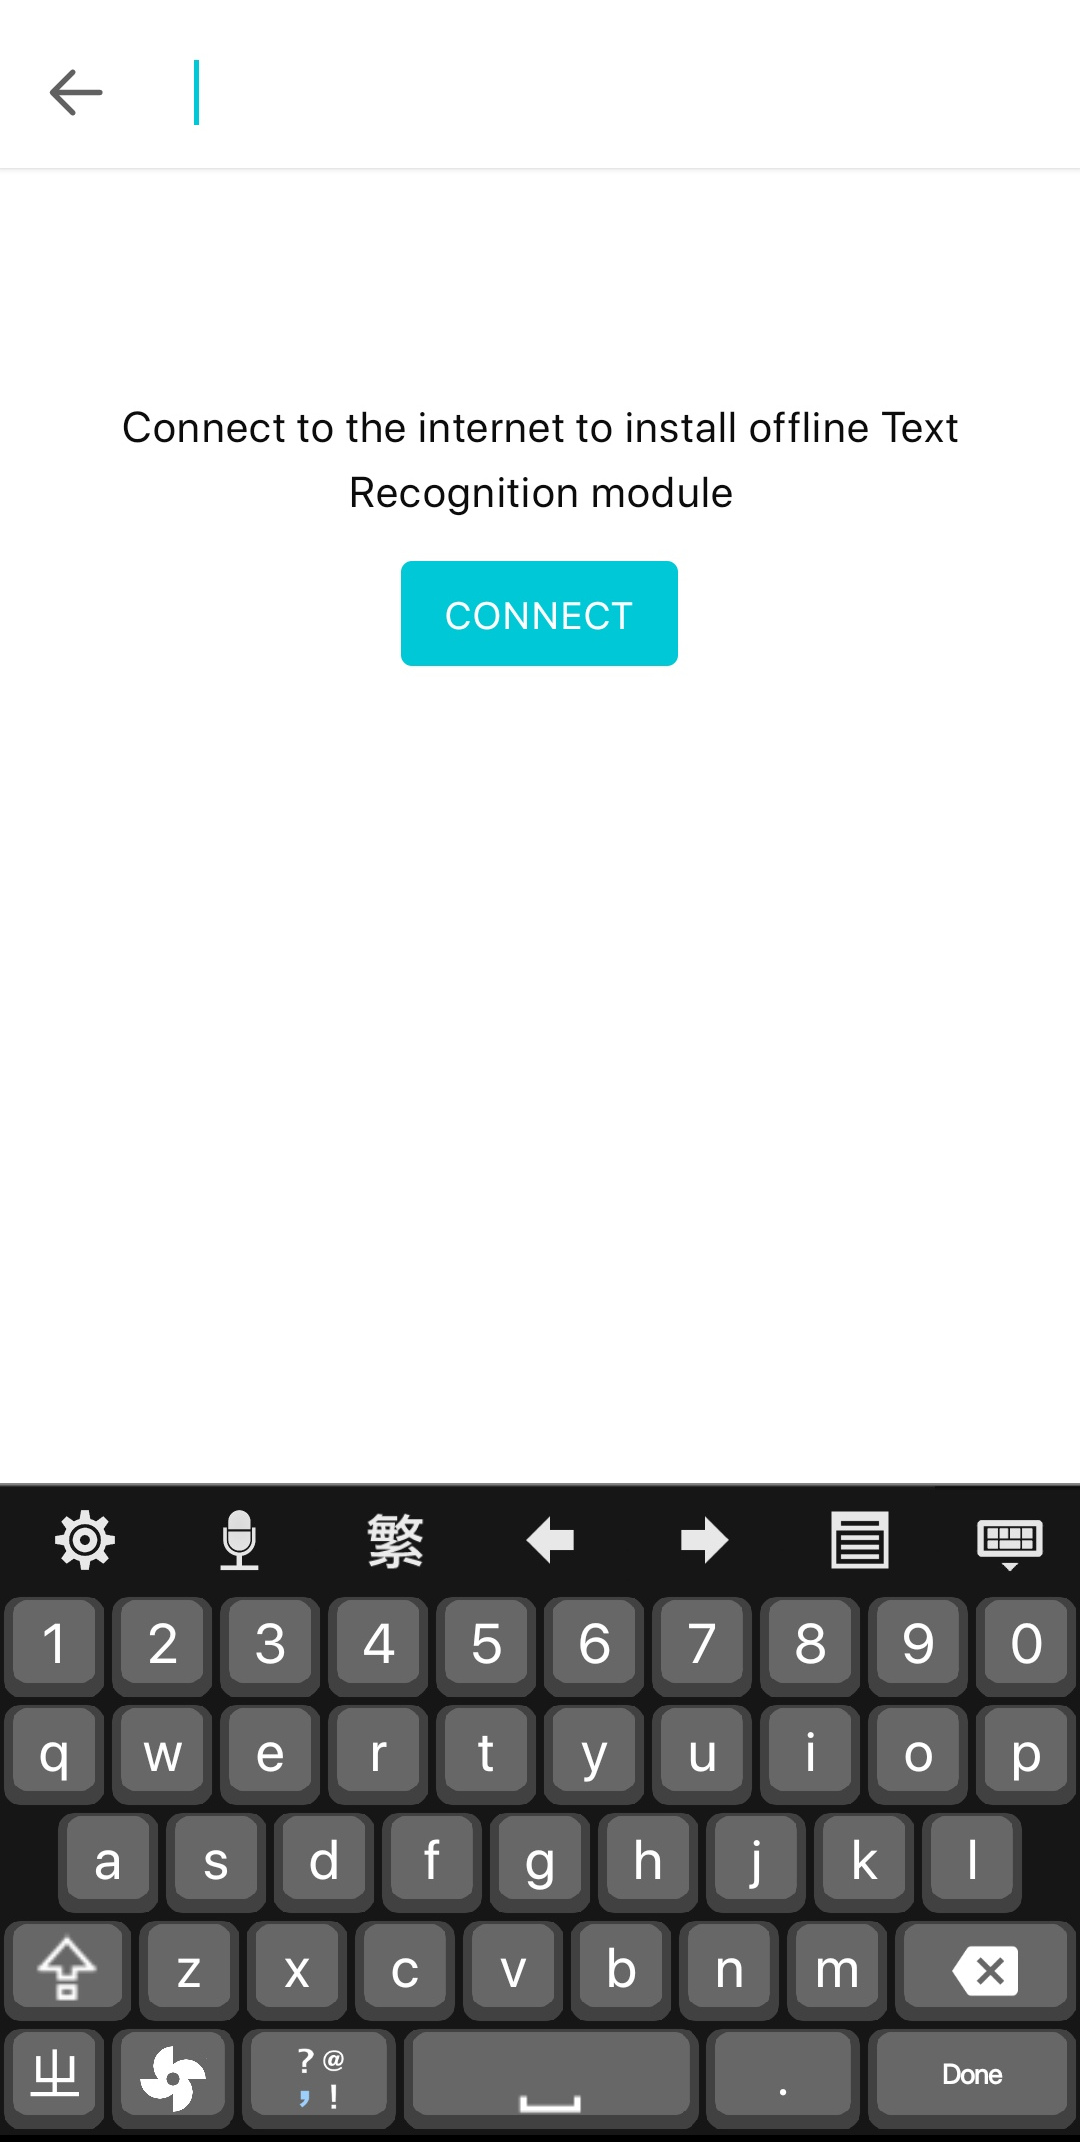 Connect to the internet to install offline Text
Recognition module
CONNECT
繁
1 2 3 4 5 6 7 8 9 0
q w e r t y u i o p
a s d f g h j k l
z x c v b n m
? @
, !
.
Done